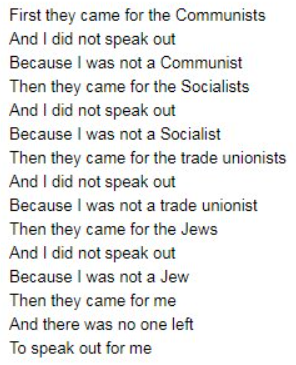 First they came for the Communists
And I did not speak out
Because I was not a Communist
Then they came for the Socialists
And I did not speak out
Because I was not a Socialist
Then they came for the trade unionists
And I did not speak out
Because I was not a trade unionist
Then they came for the Jews
And I did not speak out
Because I was not a Jew
Then they came for me
And there was no one left
To speak out for me